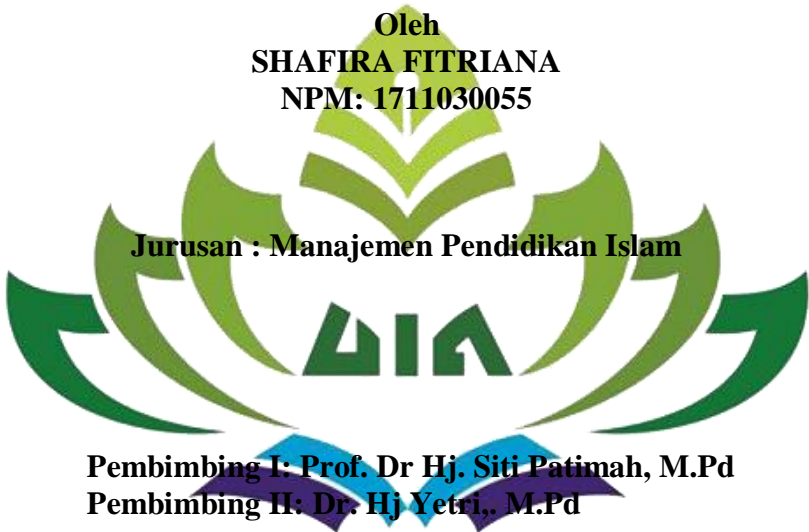 Oleh
SHAFIRA FITRIANA
NPM: 1711030055
Jurusan : Manajemen Pendidikan Islam
UIN
Pembimbing I: Prof. Dr Hj. Siti Patimah, M.Pd
Pembimbing II: Dr. Hj Yetri,. M.Pd